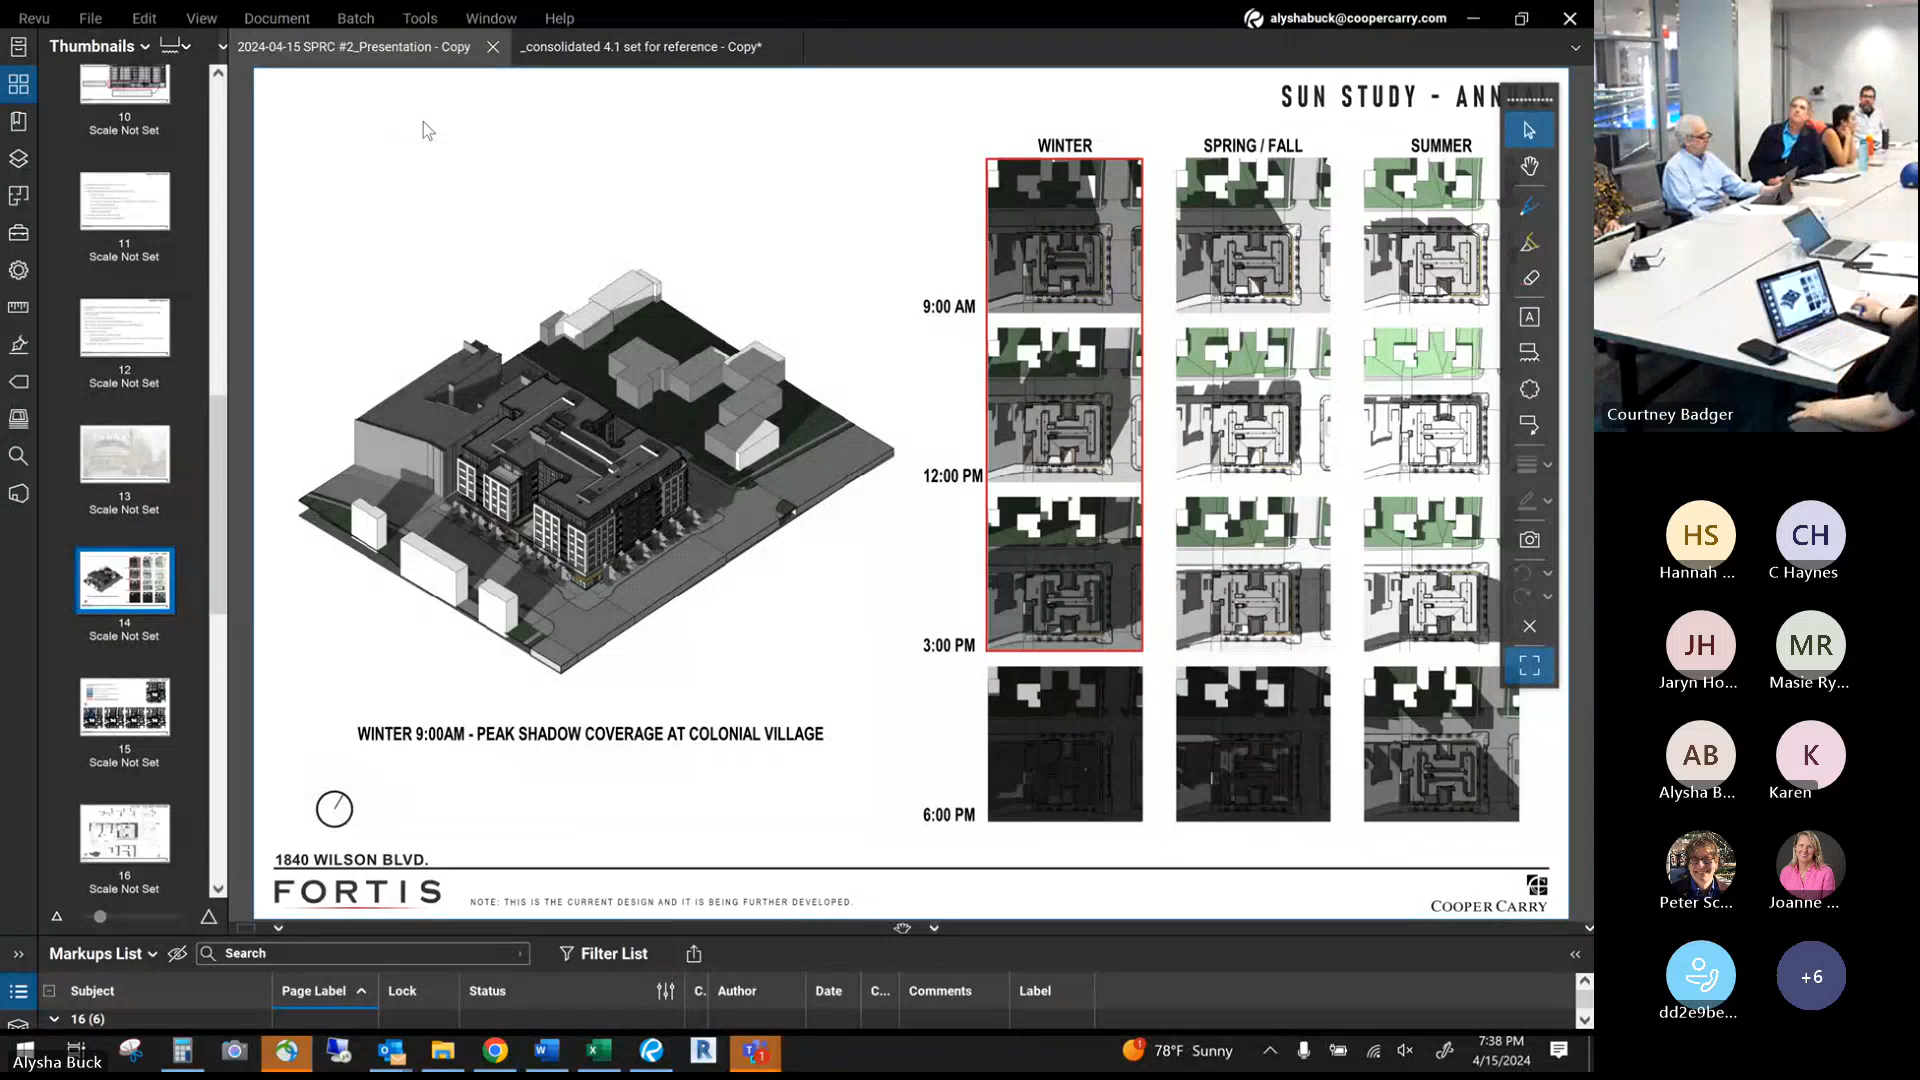 Revu File Edit View Document Batch Tools Window Help
alyshabuck@coopercarry.com
Thumbnails
2024-04-15 SPRC #2_Presentation - Copy
_consolidated 4.1 set for reference - Copy*
10
Scale Not Set
11
Scale Not Set
12
Scale Not Set
13
Scale Not Set
14
Scale Not Set
15
Scale Not Set
16
Scale Not Set
SUN STUDY - ANNUAL
WINTER
SPRING / FALL
SUMMER
9:00 AM
12:00 PM
3:00 PM
6:00 PM
WINTER 9:00AM - PEAK SHADOW COVERAGE AT COLONIAL VILLAGE
1840 WILSON BLVD.
FORTIS
NOTE: THIS IS THE CURRENT DESIGN AND IT IS BEING FURTHER DEVELOPED.
COOPER CARRY
Markups List
Search
Filter List
Subject
Page Label
Lock
Status
C.
Author
Date
C...
Comments
Label
16 (6)
Alysha Buck
78°F Sunny
7:38 PM
4/15/2024
Courtney Badger
HS
Hannah ...
CH
C Haynes
JH
Jaryn Ho...
MR
Masie Ry...
AB
Alysha B...
K
Karen
Peter Sc...
Joanne ...
dd2e9be...
+6